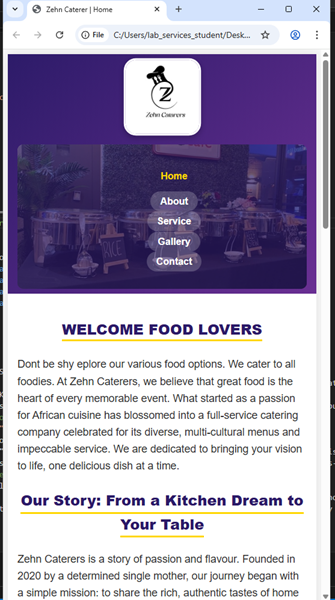 Zehn Caterer | Home
File
C:/Users/lab_services_student/Desk...
Z
Zehn Caterers
Home
About
Service
Gallery
Contact
WELCOME FOOD LOVERS
Dont be shy eplore our various food options. We cater to all
foodies. At Zehn Caterers, we believe that great food is the
heart of every memorable event. What started as a passion
for African cuisine has blossomed into a full-service catering
company celebrated for its diverse, multi-cultural menus and
impeccable service. We are dedicated to bringing your vision
to life, one delicious dish at a time.
Our Story: From a Kitchen Dream to
Your Table
Zehn Caterers is a story of passion and flavour. Founded in
2020 by a determined single mother, our journey began with
a simple mission: to share the rich, authentic tastes of home